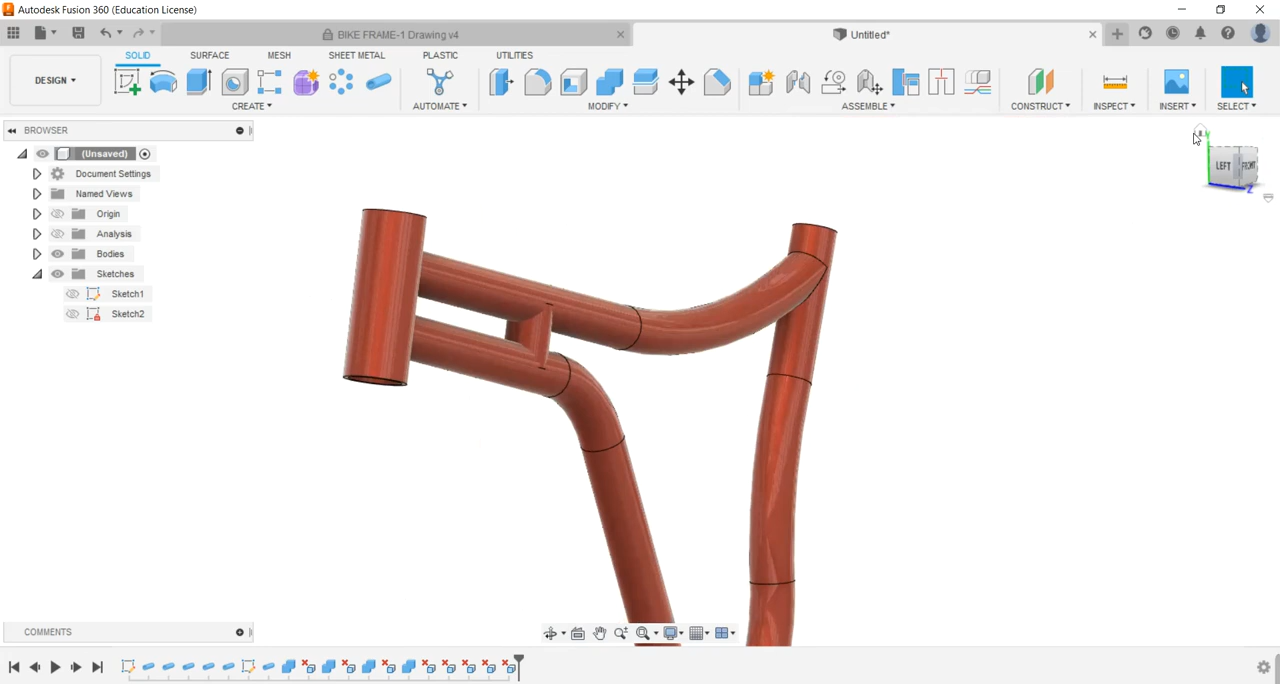 Autodesk Fusion 360 (Education License)
BIKE FRAME-1 Drawing v4
Untitled*
SOLID SURFACE MESH SHEET METAL PLASTIC UTILITIES
DESIGN
CREATE AUTOMATE MODIFY ASSEMBLE CONSTRUCT INSPECT INSERT SELECT
BROWSER
(Unsaved)
Document Settings
Named Views
Origin
Analysis
Bodies
Sketches
Sketch1
Sketch2
LEFT FRONT
Y
Z
COMMENTS